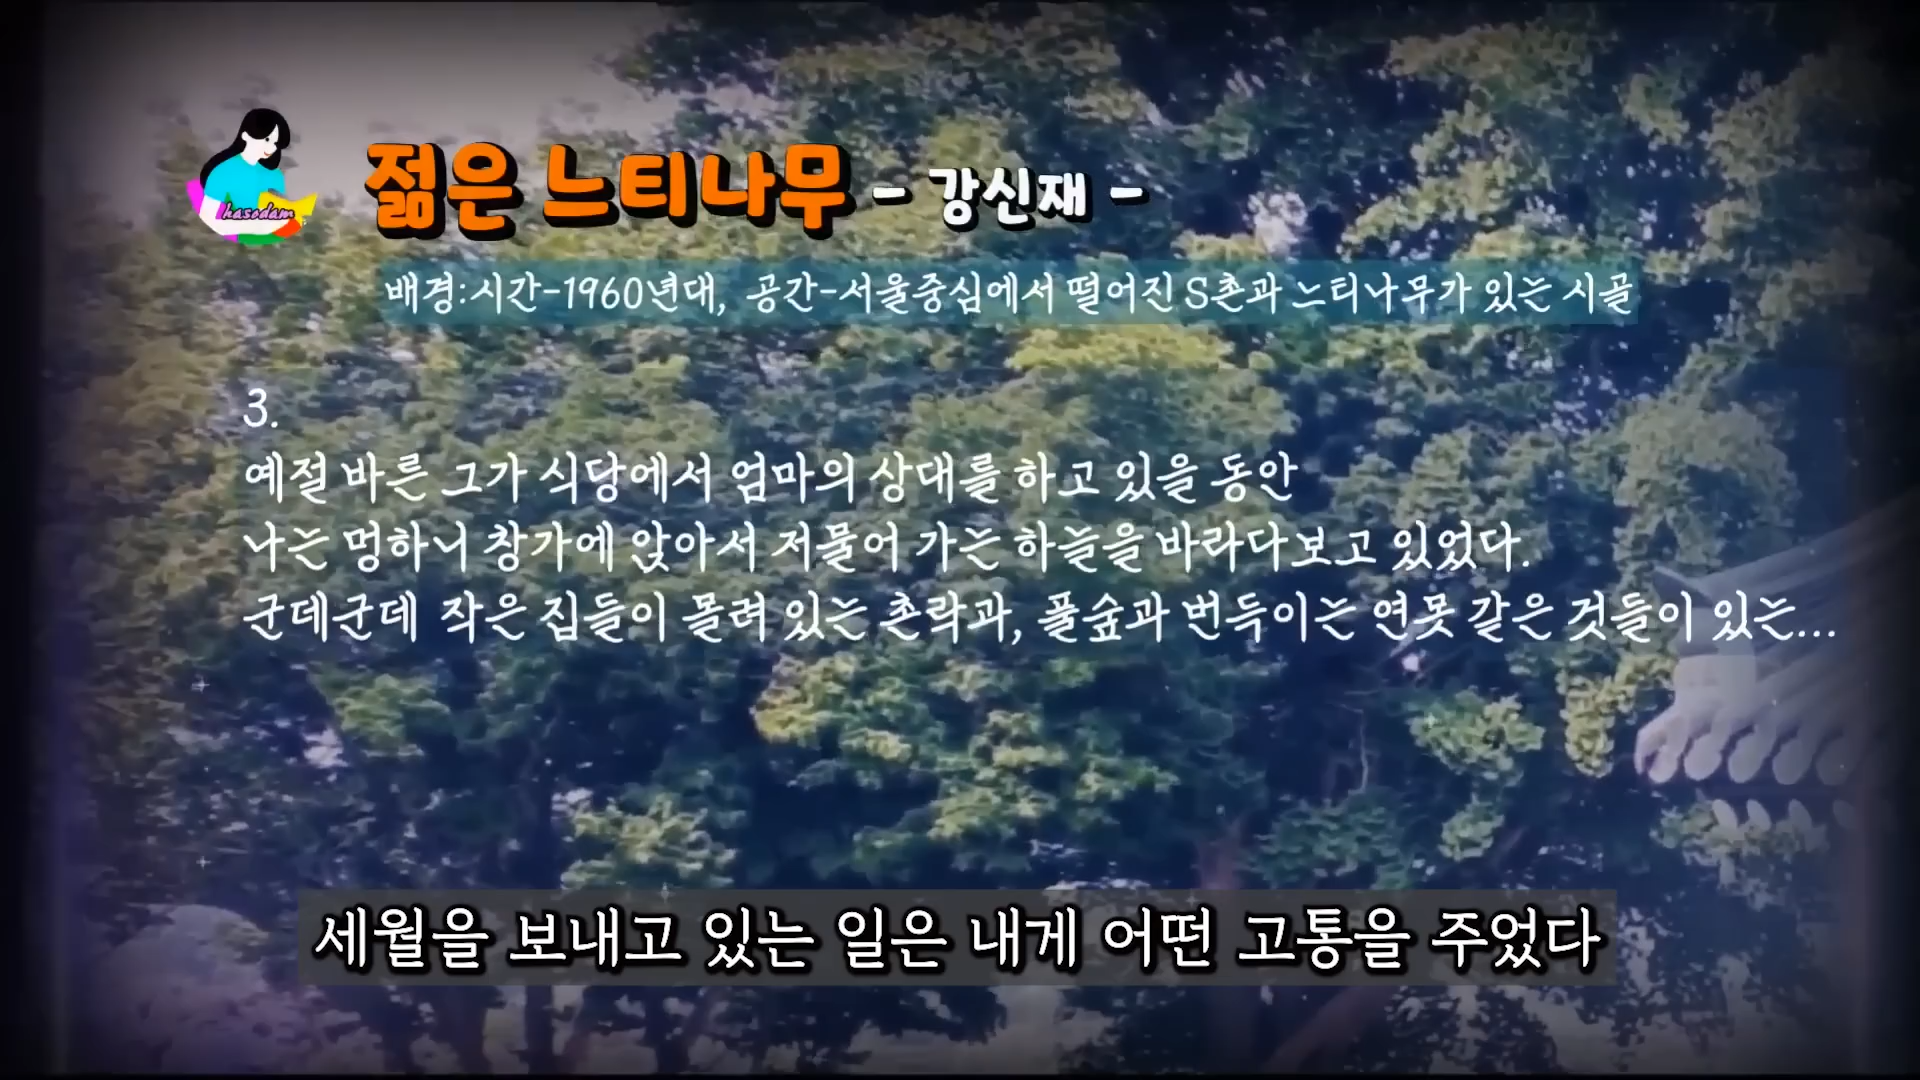 hasodam
젊은 느티나무 - 강신재 -
배경:시간-1960년대, 공간-서울중심에서 떨어진 S촌과 느티나무가 있는 시골
3.
예절 바른 그가 식당에서 엄마의 상대를 하고 있을 동안
나는 멍하니 창가에 앉아서 저물어 가는 하늘을 바라다보고 있었다.
군데군데 작은 집들이 몰려 있는 촌락과, 풀숲과 번득이는 연못 같은 것들이 있는...
세월을 보내고 있는 일은 내게 어떤 고통을 주었다